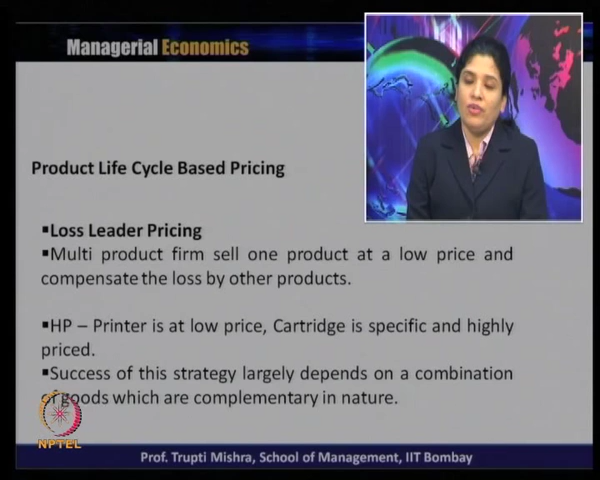 Managerial Economics
Product Life Cycle Based Pricing
▪Loss Leader Pricing
▪Multi product firm sell one product at a low price and
compensate the loss by other products.
▪HP – Printer is at low price, Cartridge is specific and highly
priced.
▪Success of this strategy largely depends on a combination
of goods which are complementary in nature.
NPTEL
Prof. Trupti Mishra, School of Management, IIT Bombay